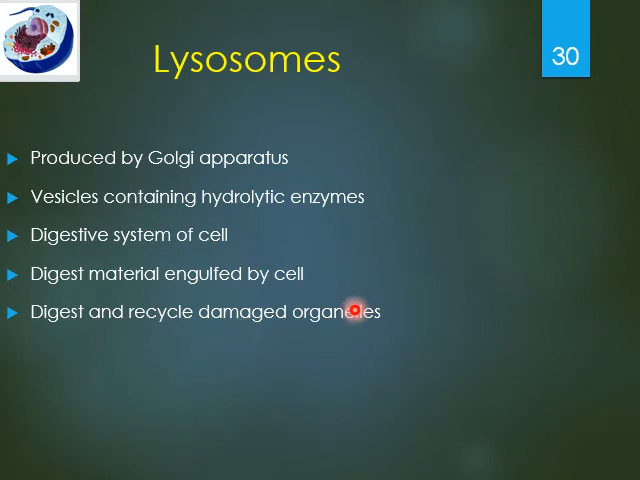 Lysosomes
30
Produced by Golgi apparatus
Vesicles containing hydrolytic enzymes
Digestive system of cell
Digest material engulfed by cell
Digest and recycle damaged organelles